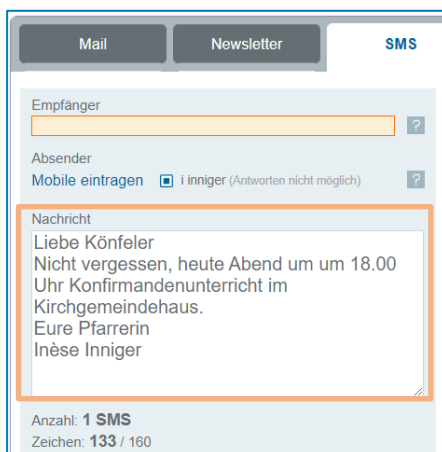 Mail Newsletter SMS
Empfänger
?
Absender
Mobile eintragen i inniger (Antworten nicht möglich) ?
Nachricht
Liebe Könfeler
Nicht vergessen, heute Abend um um 18.00
Uhr Konfirmandenunterricht im
Kirchgemeindehaus.
Eure Pfarrerin
Inèse Inniger
Anzahl: 1 SMS
Zeichen: 133 / 160